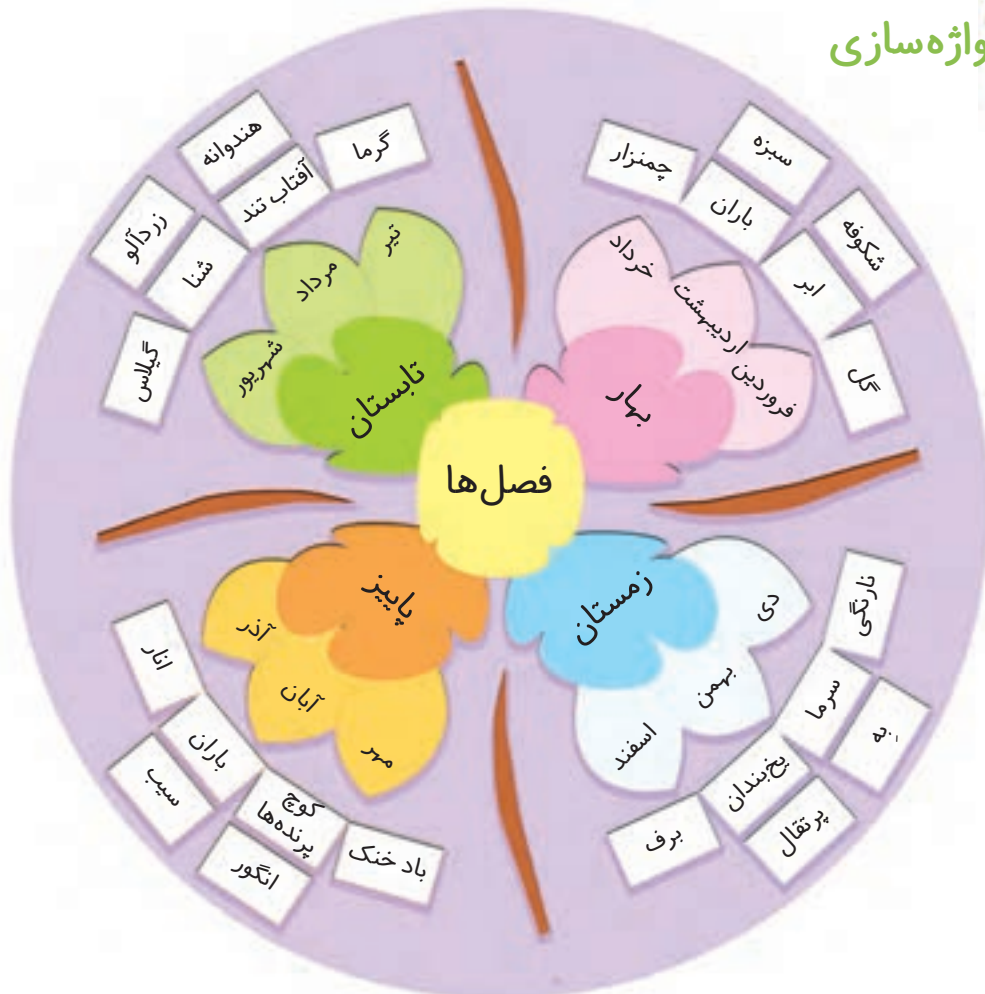 واژه‌سازی
فصل‌ها
بهار
فروردین
اردیبهشت
خرداد
گل
شکوفه
ابر
سبزه
باران
چمنزار
تابستان
تیر
مرداد
شهریور
گرما
هندوانه
آفتاب تند
زردآلو
شنا
گیلاس
پاییز
مهر
آبان
آذر
انار
باران
سیب
کوچ
پرنده‌ها
انگور
باد خنک
زمستان
دی
بهمن
اسفند
نارنگی
سرما
بِه
یخ‌بندان
پرتقال
برف